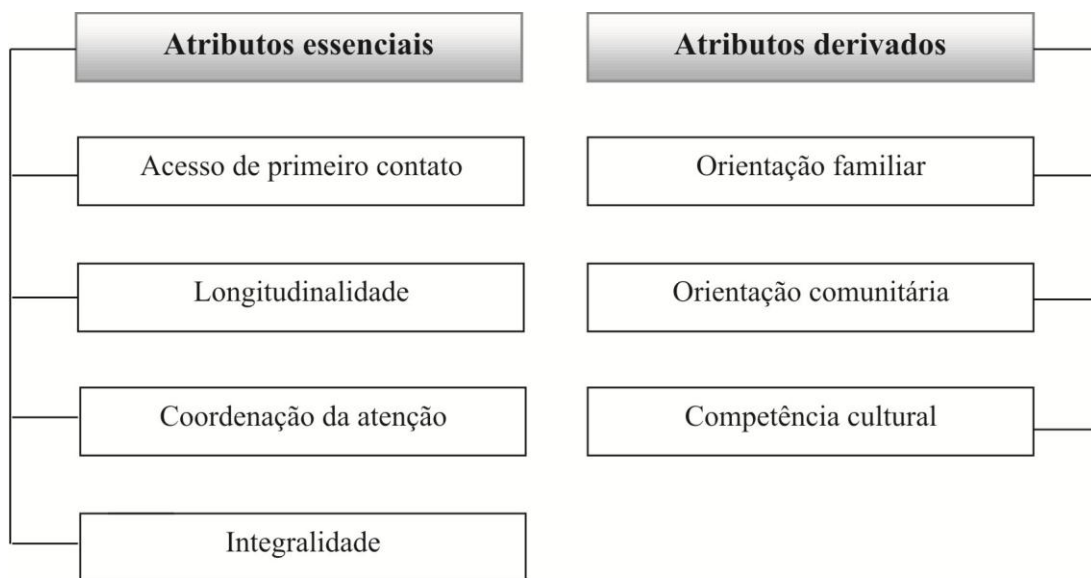 Atributos essenciais
Acesso de primeiro contato
Longitudinalidade
Coordenação da atenção
Integralidade
Atributos derivados
Orientação familiar
Orientação comunitária
Competência cultural